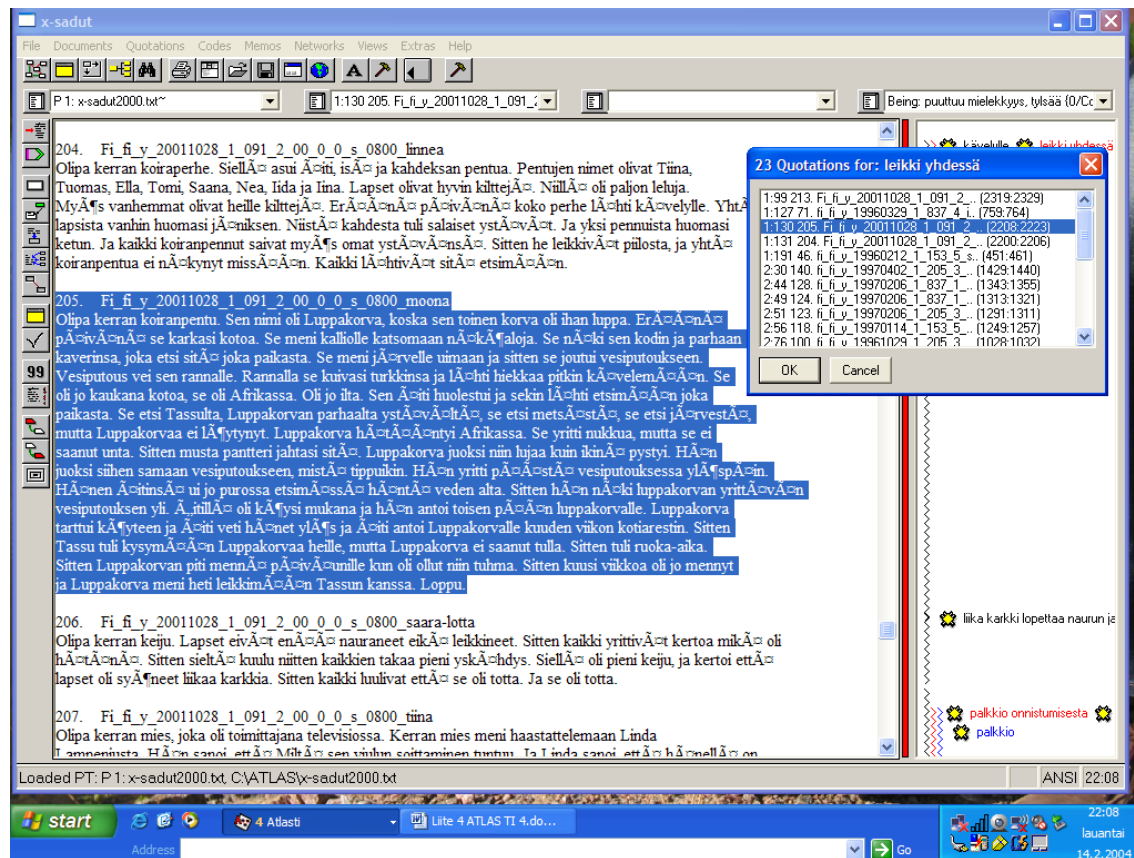 x-sadut
File Documents Quotations Codes Memos Networks Views Extras Help
P 1: x-sadut2000.txt~
1:130 205. Fi_fi_y_20011028_1_091_2
Being: puuttuu mielekkyys, tylsää {0/Cc
204. Fi_fi_y_20011028_1_091_2_00_0_0_s_0800_linnea
Olipa kerran koiraperhe. SiellÃ¤ asui Ã¤iti, isÃ¤ ja kahdeksan pentua. Pentujen nimet olivat Tiina,
Tuomas, Ella, Tomi, Saana, Nea, Iida ja Iina. Lapset olivat hyvin kilttejÃ¤. NiillÃ¤ oli paljon leluja.
MyÃ¶s vanhemmat olivat heille kilttejÃ¤. ErÃ¤Ã¤nÃ¤ pÃ¤ivÃ¤nÃ¤ koko perhe lÃ¤hti kÃ¤velylle. YhtÃ
lapsista vanhin huomasi jÃ¤niksen. NiistÃ¤ kahdesta tuli salaiset ystÃ¤vÃ¤t. Ja yksi pennuista huomasi
ketun. Ja kaikki koiranpennut saivat myÃ¶s omat ystÃ¤vÃ¤nsÃ¤. Sitten he leikkivÃ¤t piilosta, ja yhtÃ¤
koiranpentua ei nÃ¤kynyt missÃ¤Ã¤n. Kaikki lÃ¤htivÃ¤t sitÃ¤ etsimÃ¤Ã¤n.
205. Fi_fi_y_20011028_1_091_2_00_0_0_s_0800_moona
Olipa kerran koiranpentu. Sen nimi oli Luppakorva, koska sen toinen korva oli ihan luppa. ErÃ¤Ã¤nÃ¤
pÃ¤ivÃ¤nÃ¤ se karkasi kotoa. Se meni kalliolle katsomaan nÃ¤kÃ¶aloja. Se nÃ¤ki sen kodin ja parhaan
kaverinsa, joka etsi sitÃ¤ joka paikasta. Se meni jÃ¤rvelle uimaan ja sitten se joutui vesiputoukseen.
Vesiputous vei sen rannalle. Rannalla se kuivasi turkkinsa ja lÃ¤hti hiekkaa pitkin kÃ¤velemÃ¤Ã¤n. Se
oli jo kaukana kotoa, se oli Afrikassa. Oli jo ilta. Sen Ã¤iti huolestui ja sekin lÃ¤hti etsimÃ¤Ã¤n joka
paikasta. Se etsi Tassulta, Luppakorvan parhaalta ystÃ¤vÃ¤ltÃ¤, se etsi metsÃ¤stÃ¤, se etsi jÃ¤rvestÃ¤,
mutta Luppakorvaa ei lÃ¶ytynyt. Luppakorva hÃ¤tÃ¤Ã¤ntyi Afrikassa. Se yritti nukkua, mutta se ei
saanut unta. Sitten musta pantteri jahtasi sitÃ¤. Luppakorva juoksi niin lujaa kuin ikinÃ¤ pystyi. HÃ¤n
juoksi siihen samaan vesiputoukseen, mistÃ¤ tippuikin. HÃ¤n yritti pÃ¤Ã¤stÃ¤ vesiputouksessa ylÃ¶spÃ¤in.
HÃ¤nen Ã¤itinsÃ¤ ui jo purossa etsimÃ¤ssÃ¤ hÃ¤ntÃ¤ veden alta. Sitten hÃ¤n nÃ¤ki luppakorvan yrittÃ¤vÃ¤n
vesiputouksen yli. Ã„itillÃ¤ oli kÃ¶ysi mukana ja hÃ¤n antoi toisen pÃ¤Ã¤n luppakorvalle. Luppakorva
tarttui kÃ¶yteen ja Ã¤iti veti hÃ¤net ylÃ¶s ja Ã¤iti antoi Luppakorvalle kuuden viikon kotiarestin. Sitten
Tassu tuli kysymÃ¤Ã¤n Luppakorvaa heille, mutta Luppakorva ei saanut tulla. Sitten tuli ruoka-aika.
Sitten Luppakorvan piti mennÃ¤ pÃ¤ivÃ¤unille kun oli ollut niin tuhma. Sitten kuusi viikkoa oli jo mennyt
ja Luppakorva meni heti leikkimÃ¤Ã¤n Tassun kanssa. Loppu.
206. Fi_fi_y_20011028_1_091_2_00_0_0_s_0800_saara-lotta
Olipa kerran keiju. Lapset eivÃ¤t enÃ¤Ã¤ nauraneet eikÃ¤ leikkineet. Sitten kaikki yrittivÃ¤t kertoa mikÃ¤ oli
hÃ¤tÃ¤nÃ¤. Sitten sieltÃ¤ kuulu niitten kaikkien takaa pieni yskÃ¤hdys. SiellÃ¤ oli pieni keiju, ja kertoi ettÃ¤
lapset oli syÃ¶neet liikaa karkkia. Sitten kaikki huulivat ettÃ¤ se oli totta. Ja se oli totta.
207. Fi_fi_y_20011028_1_091_2_00_0_0_s_0800_tiina
Olipa kerran mies, joka oli toimittajana televisiossa. Kerran mies meni haastattelemaan Linda
Lampeniusta. HÃ¤n sanoi, ettÃ¤ MiltÃ¤ sen viulun soittaminen tuntuu. Ja Linda sanoi, ettÃ¤ hÃ¤nellÃ¤ on
kävelylle leikki yhdessä
23 Quotations for: leikki yhdessä
1:99 213. Fi_fi_y_20011028_1_091_2_.. (2319:2329)
1:127 71. fi_fi_y_19960329_1_837_4_i.. (759:764)
1:130 205. Fi_fi_y_20011028_1_091_2_.. (2208:2223)
1:131 204. Fi_fi_y_20011028_1_091_2_.. (2200:2206)
1:191 46. fi_fi_y_19960212_1_153_5_s.. (451:461)
2:30 140. fi_fi_y_19970402_1_205_3_.. (1429:1440)
2:44 128. fi_fi_y_19970206_1_837_1_.. (1343:1355)
2:49 124. fi_fi_y_19970206_1_837_.. (1313:1321)
2:51 123. fi_fi_y_19970206_1_205_3_.. (1291:1311)
2:56 118. fi_fi_y_19970114_1_153_5_.. (1249:1257)
2:76 100. fi_fi_y_19961029_1_205_3_.. (1028:1032)
OK Cancel
liika karkki lopettaa naurun ja
palkkio onnistumisesta
palkkio
99
Loaded PT: P 1: x-sadut2000.txt, C:\ATLAS\x-sadut2000.txt
ANSI 22:08
start
4 Atlasti
Liite 4 ATLAS TI 4.do...
Address
Go
22:08
lauantai
14.2.2004